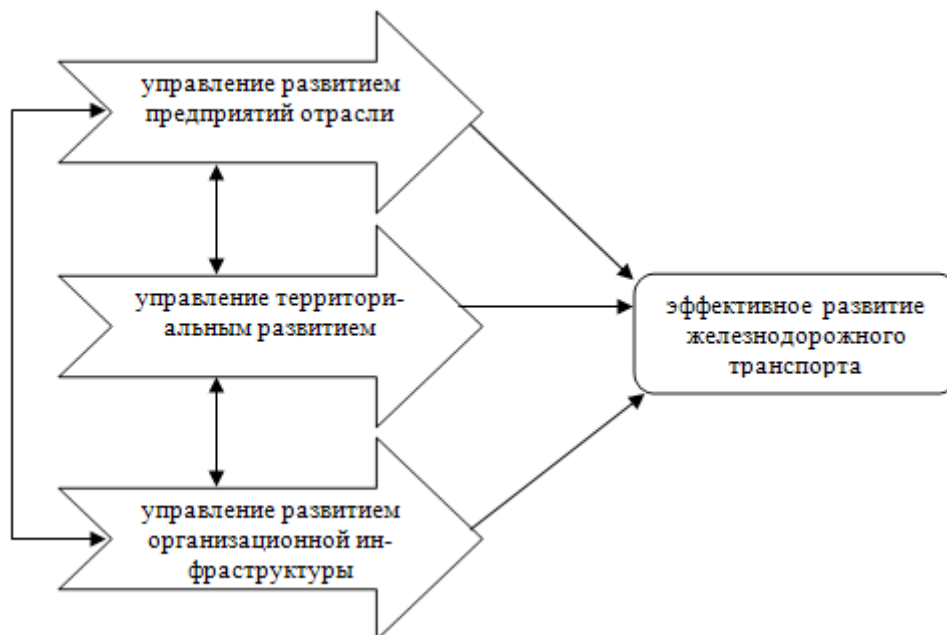 управление развитием
предприятий отрасли
управление территори-
альным развитием
эффективное развитие
железнодорожного
транспорта
управление развитием
организационной ин-
фраструктуры